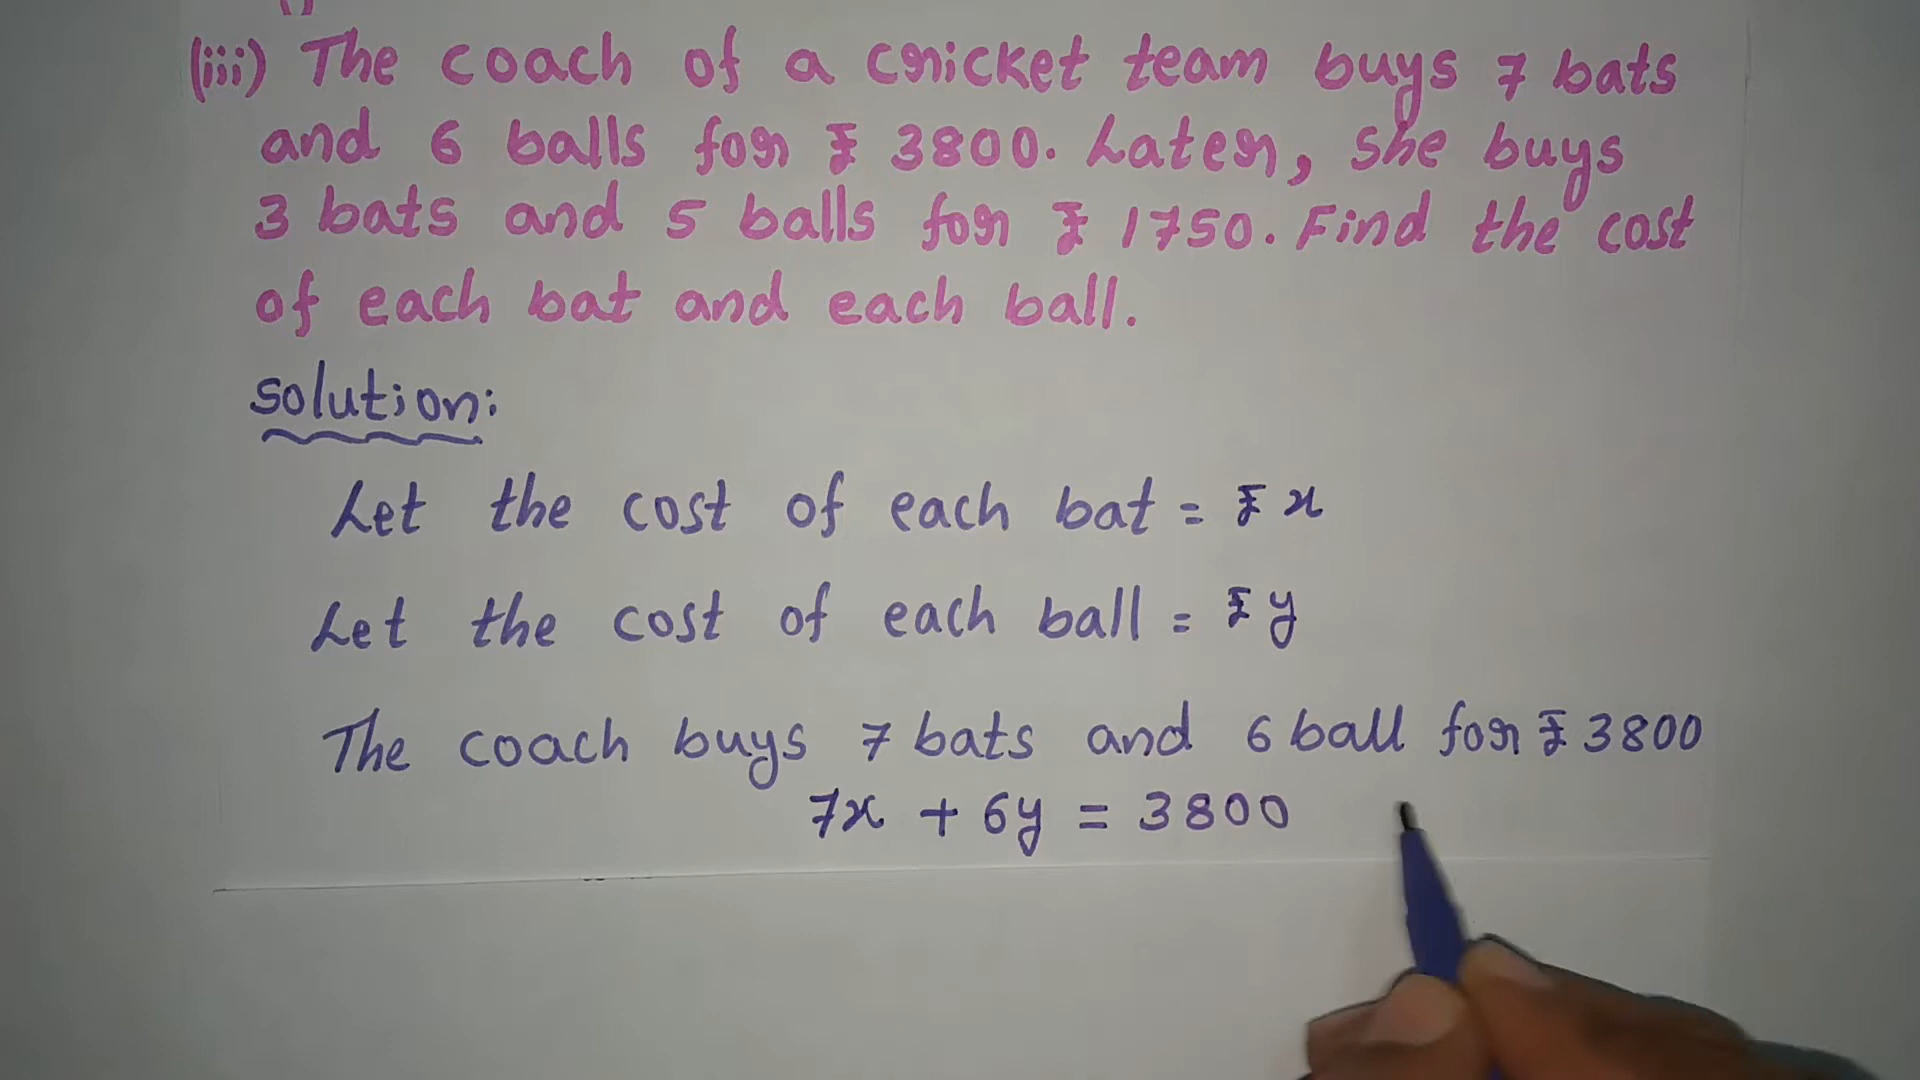 (iii) The coach of a cricket team buys 7 bats
and 6 balls for ₹ 3800. Later, she buys
3 bats and 5 balls for ₹ 1750. Find the cost
of each bat and each ball.
Solution:
Let the cost of each bat = ₹ x
Let the cost of each ball = ₹ y
The coach buys 7 bats and 6 ball for ₹ 3800
7x + 6y = 3800